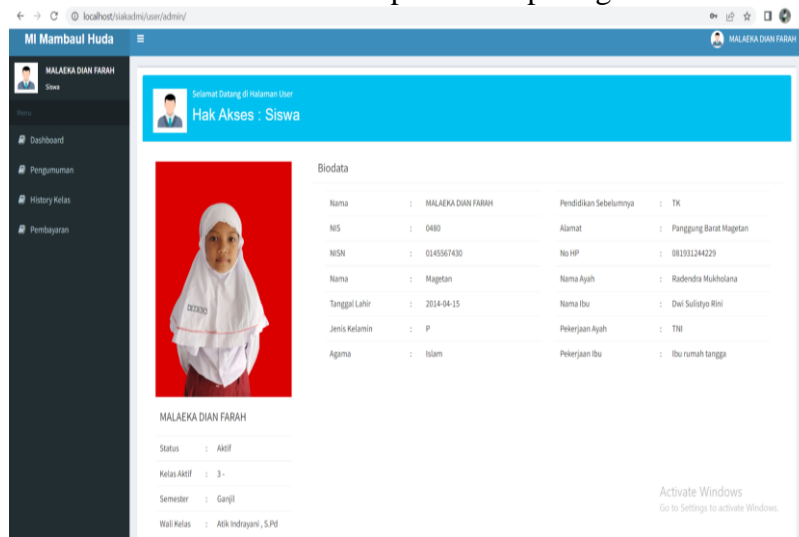 localhost/siakadmi/user/admin/
MI Mambaul Huda
MALAEKA DIAN FARAH
MALAEKA DIAN FARAH
Siswa
Menu
Dashboard
Pengumuman
History Kelas
Pembayaran
Selamat Datang di Halaman User
Hak Akses : Siswa
Biodata
Nama : MALAEKA DIAN FARAH
NIS : 0480
NISN : 0145567430
Nama : Magetan
Tanggal Lahir : 2014-04-15
Jenis Kelamin : P
Agama : Islam
Pendidikan Sebelumnya : TK
Alamat : Panggung Barat Magetan
No HP : 081931244229
Nama Ayah : Radendra Mukholana
Nama Ibu : Dwi Sulistyo Rini
Pekerjaan Ayah : TNI
Pekerjaan Ibu : Ibu rumah tangga
MALAEKA DIAN FARAH
Status : Aktif
Kelas Aktif : 3 -
Semester : Ganjil
Wali Kelas : Atik Indrayani , S.Pd
Activate Windows
Go to Settings to activate Windows.